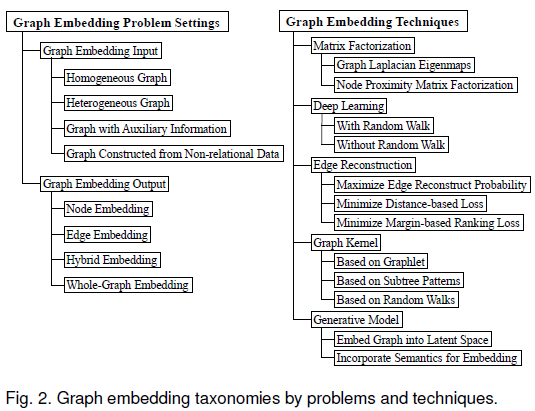 Graph Embedding Problem Settings
Graph Embedding Input
Homogeneous Graph
Heterogeneous Graph
Graph with Auxiliary Information
Graph Constructed from Non-relational Data
Graph Embedding Output
Node Embedding
Edge Embedding
Hybrid Embedding
Whole-Graph Embedding
Graph Embedding Techniques
Matrix Factorization
Graph Laplacian Eigenmaps
Node Proximity Matrix Factorization
Deep Learning
With Random Walk
Without Random Walk
Edge Reconstruction
Maximize Edge Reconstruct Probability
Minimize Distance-based Loss
Minimize Margin-based Ranking Loss
Graph Kernel
Based on Graphlet
Based on Subtree Patterns
Based on Random Walks
Generative Model
Embed Graph into Latent Space
Incorporate Semantics for Embedding
Fig. 2. Graph embedding taxonomies by problems and techniques.